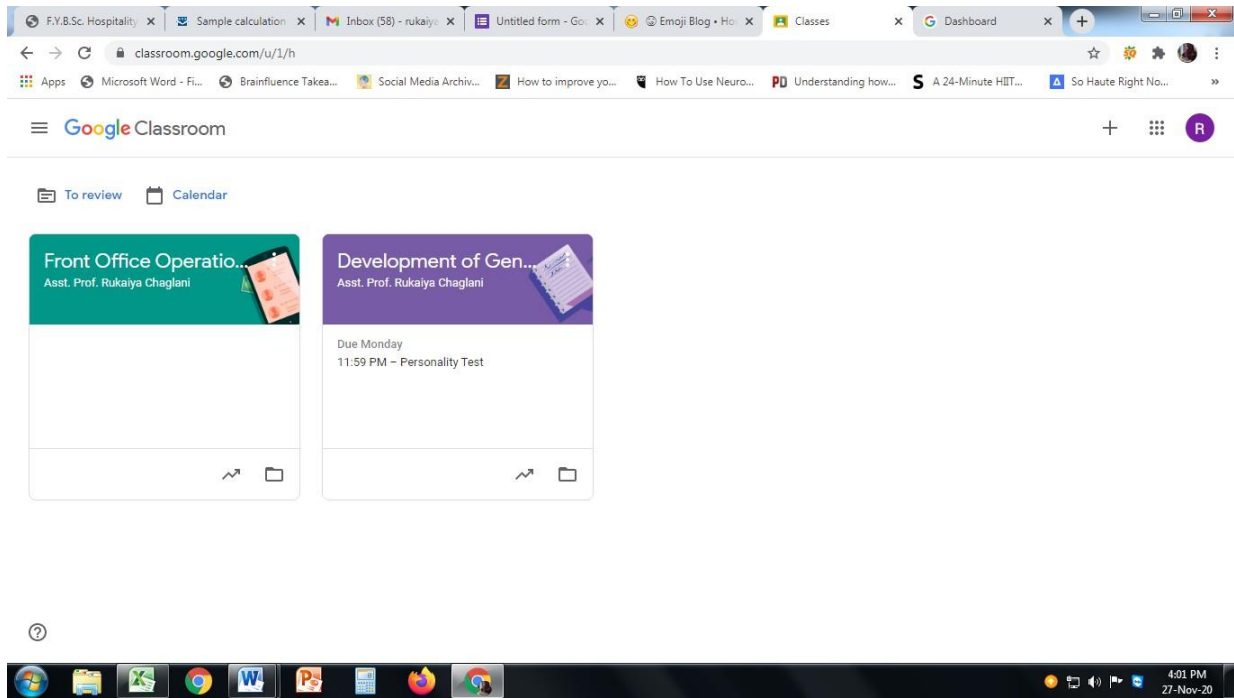 F.Y.B.Sc. Hospitality
Sample calculation
Inbox (58) - rukaiya
Untitled form - Goo
Emoji Blog • Ho
Classes
Dashboard
classroom.google.com/u/1/h
Apps
Microsoft Word - Fi...
Brainfluence Takea...
Social Media Archiv...
How to improve yo...
How To Use Neuro...
PD Understanding how...
S A 24-Minute HIIT...
So Haute Right No...
Google Classroom
R
To review
Calendar
Front Office Operatio...
Asst. Prof. Rukaiya Chaglani
Development of Gen...
Asst. Prof. Rukaiya Chaglani
Due Monday
11:59 PM – Personality Test
4:01 PM
27-Nov-20